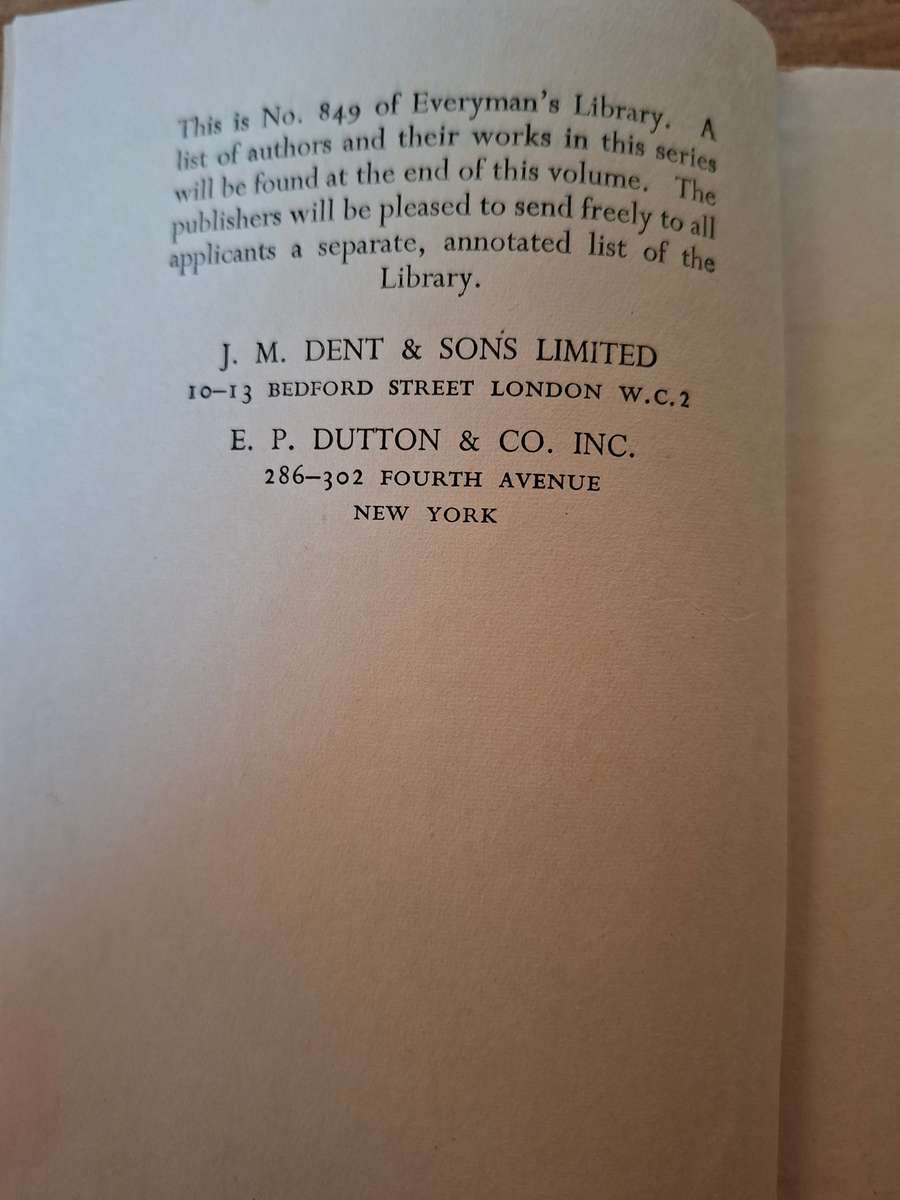 This is No. 849 of Everyman's Library. A
list of authors and their works in this series
will be found at the end of this volume. The
publishers will be pleased to send freely to all
applicants a separate, annotated list of the
Library.
J. M. DENT & SONS LIMITED
10–13 BEDFORD STREET LONDON W.C.2
E. P. DUTTON & CO. INC.
286–302 FOURTH AVENUE
NEW YORK